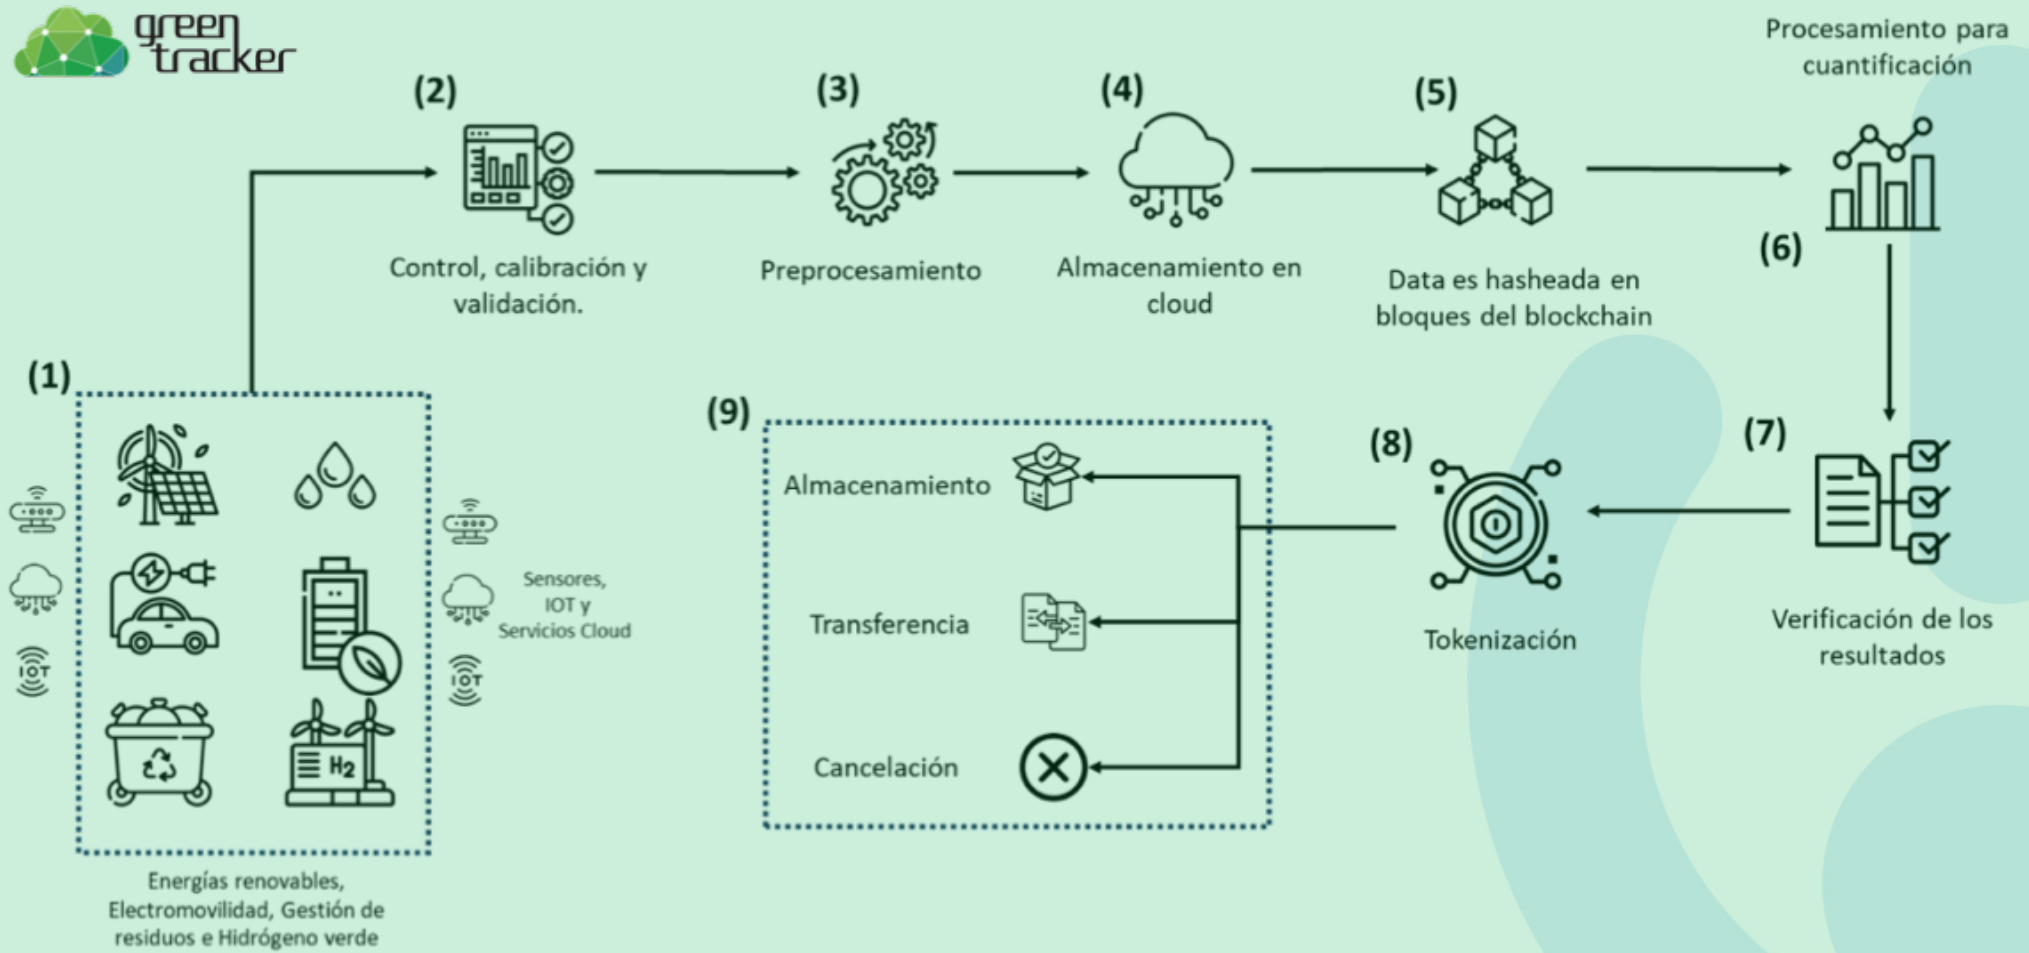 green
tracker
(1)
IOT
H2
IOT
Sensores,
IOT y
Servicios Cloud
Energías renovables,
Electromovilidad, Gestión de
residuos e Hidrógeno verde
(2)
Control, calibración y
validación.
(3)
Preprocesamiento
(4)
Almacenamiento en
cloud
(5)
Data es hasheada en
bloques del blockchain
Procesamiento para
cuantificación
(6)
(7)
Verificación de los
resultados
(8)
Tokenización
(9)
Almacenamiento
Transferencia
Cancelación